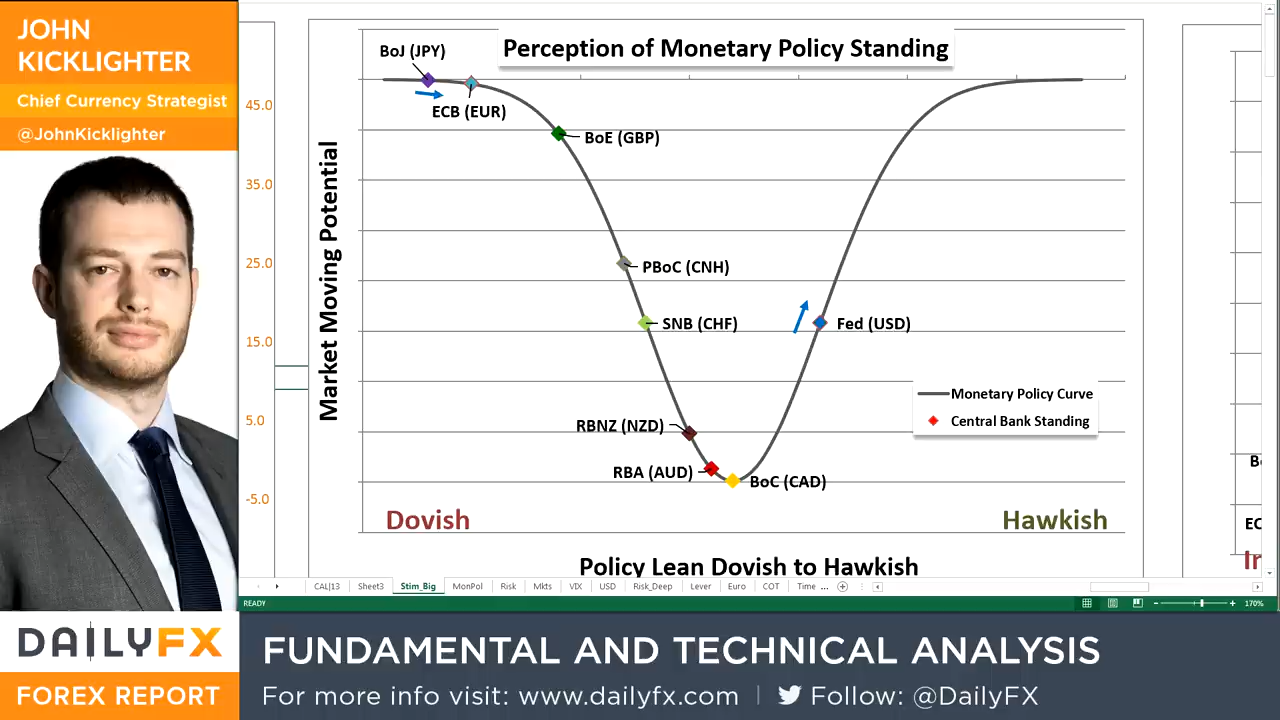 JOHN
KICKLIGHTER
Chief Currency Strategist
@JohnKicklighter
45.0
35.0
25.0
15.0
5.0
-5.0
Perception of Monetary Policy Standing
BoJ (JPY)
ECB (EUR)
BoE (GBP)
PBoC (CNH)
SNB (CHF)
Fed (USD)
RBNZ (NZD)
RBA (AUD)
BoC (CAD)
Market Moving Potential
Monetary Policy Curve
Central Bank Standing
Dovish
Hawkish
Policy Lean Dovish to Hawkish
CAL|13 Sheet3 Stim_Big MonPol Risk Mkts VIX USD Risk_Deep Lever Euro COT Time ...
READY
170%
DAILYFX
FOREX REPORT
FUNDAMENTAL AND TECHNICAL ANALYSIS
For more info visit: www.dailyfx.com | Follow: @DailyFX